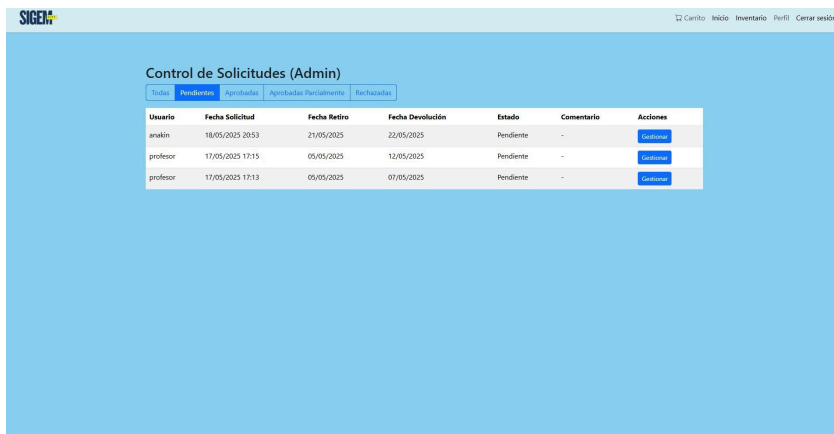 SIGEM
Carrito Inicio Inventario Perfil Cerrar sesión
Control de Solicitudes (Admin)
Todas Pendientes Aprobadas Aprobadas Parcialmente Rechazadas
Usuario Fecha Solicitud Fecha Retiro Fecha Devolución Estado Comentario Acciones
anakin 18/05/2025 20:53 21/05/2025 22/05/2025 Pendiente - Gestionar
profesor 17/05/2025 17:15 05/05/2025 12/05/2025 Pendiente - Gestionar
profesor 17/05/2025 17:13 05/05/2025 07/05/2025 Pendiente - Gestionar